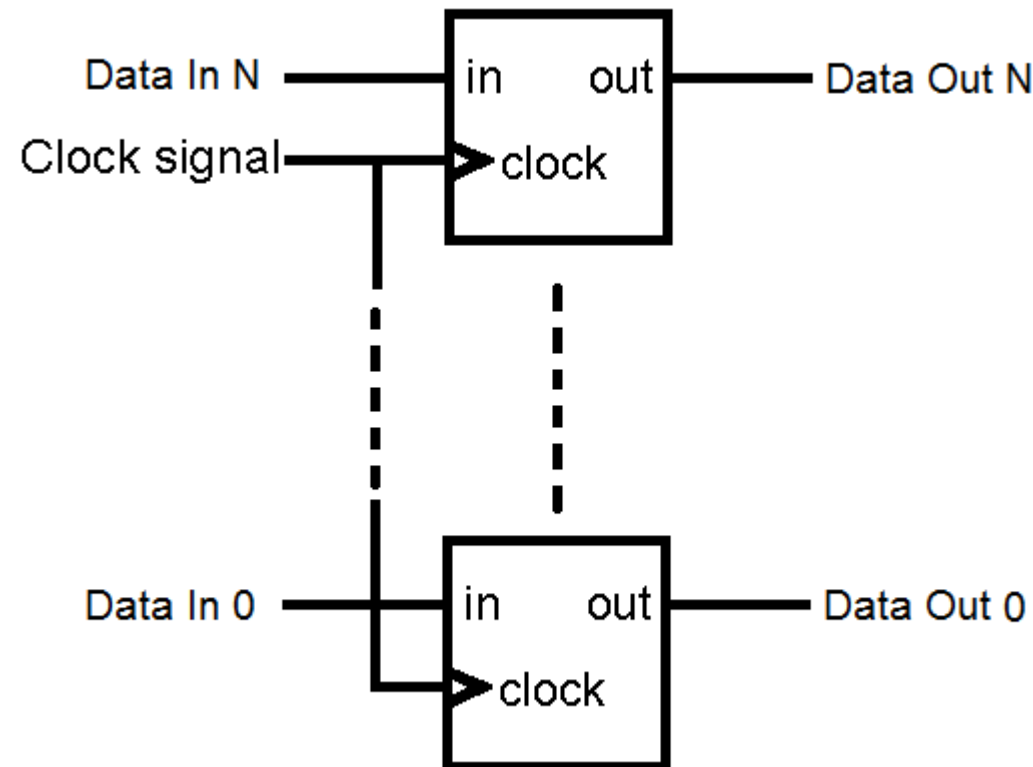 Data In N
in
out
Data Out N
Clock signal
clock
Data In 0
in
out
Data Out 0
clock